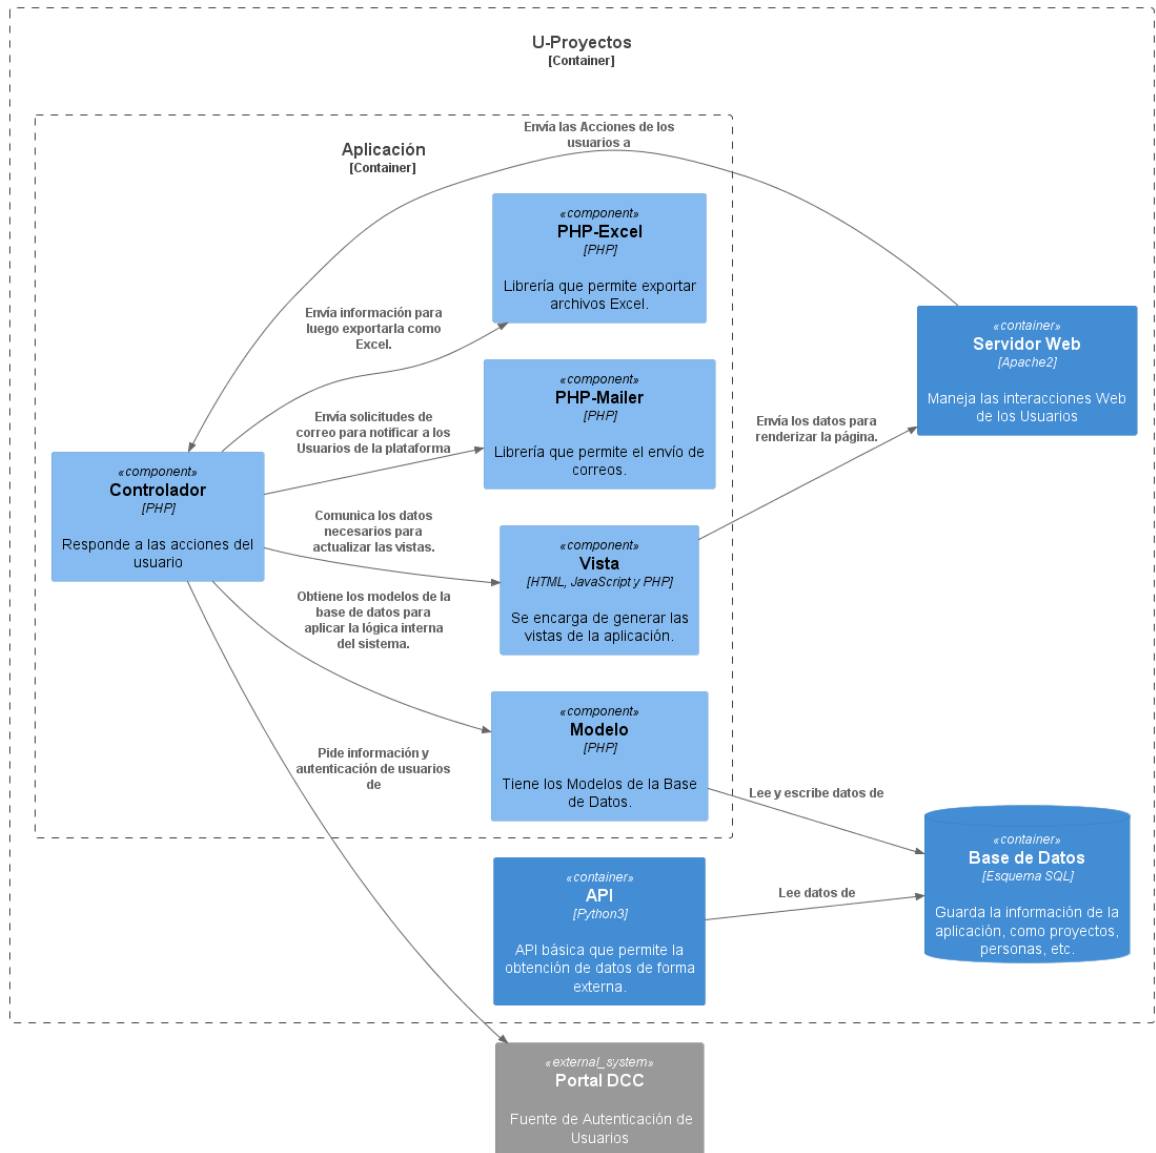 U-Proyectos
[Container]
Aplicación
[Container]
Envía las Acciones de los
usuarios a
«component»
PHP-Excel
[PHP]
Librería que permite exportar
archivos Excel.
Envía información para
luego exportarla como
Excel.
«container»
Servidor Web
[Apache2]
Maneja las interacciones Web
de los Usuarios
«component»
PHP-Mailer
[PHP]
Librería que permite el envío de
correos.
Envía solicitudes de
correo para notificar a los
Usuarios de la plataforma
Envía los datos para
renderizar la página.
«component»
Controlador
[PHP]
Responde a las acciones del
usuario
Comunica los datos
necesarios para
actualizar las vistas.
«component»
Vista
[HTML, JavaScript y PHP]
Se encarga de generar las
vistas de la aplicación.
Obtiene los modelos de la
base de datos para
aplicar la lógica interna
del sistema.
«component»
Modelo
[PHP]
Tiene los Modelos de la Base
de Datos.
Pide información y
autenticación de usuarios
de
Lee y escribe datos de
«container»
Base de Datos
[Esquema SQL]
Guarda la información de la
aplicación, como proyectos,
personas, etc.
«container»
API
[Python3]
API básica que permite la
obtención de datos de forma
externa.
Lee datos de
«external_system»
Portal DCC
Fuente de Autenticación de
Usuarios